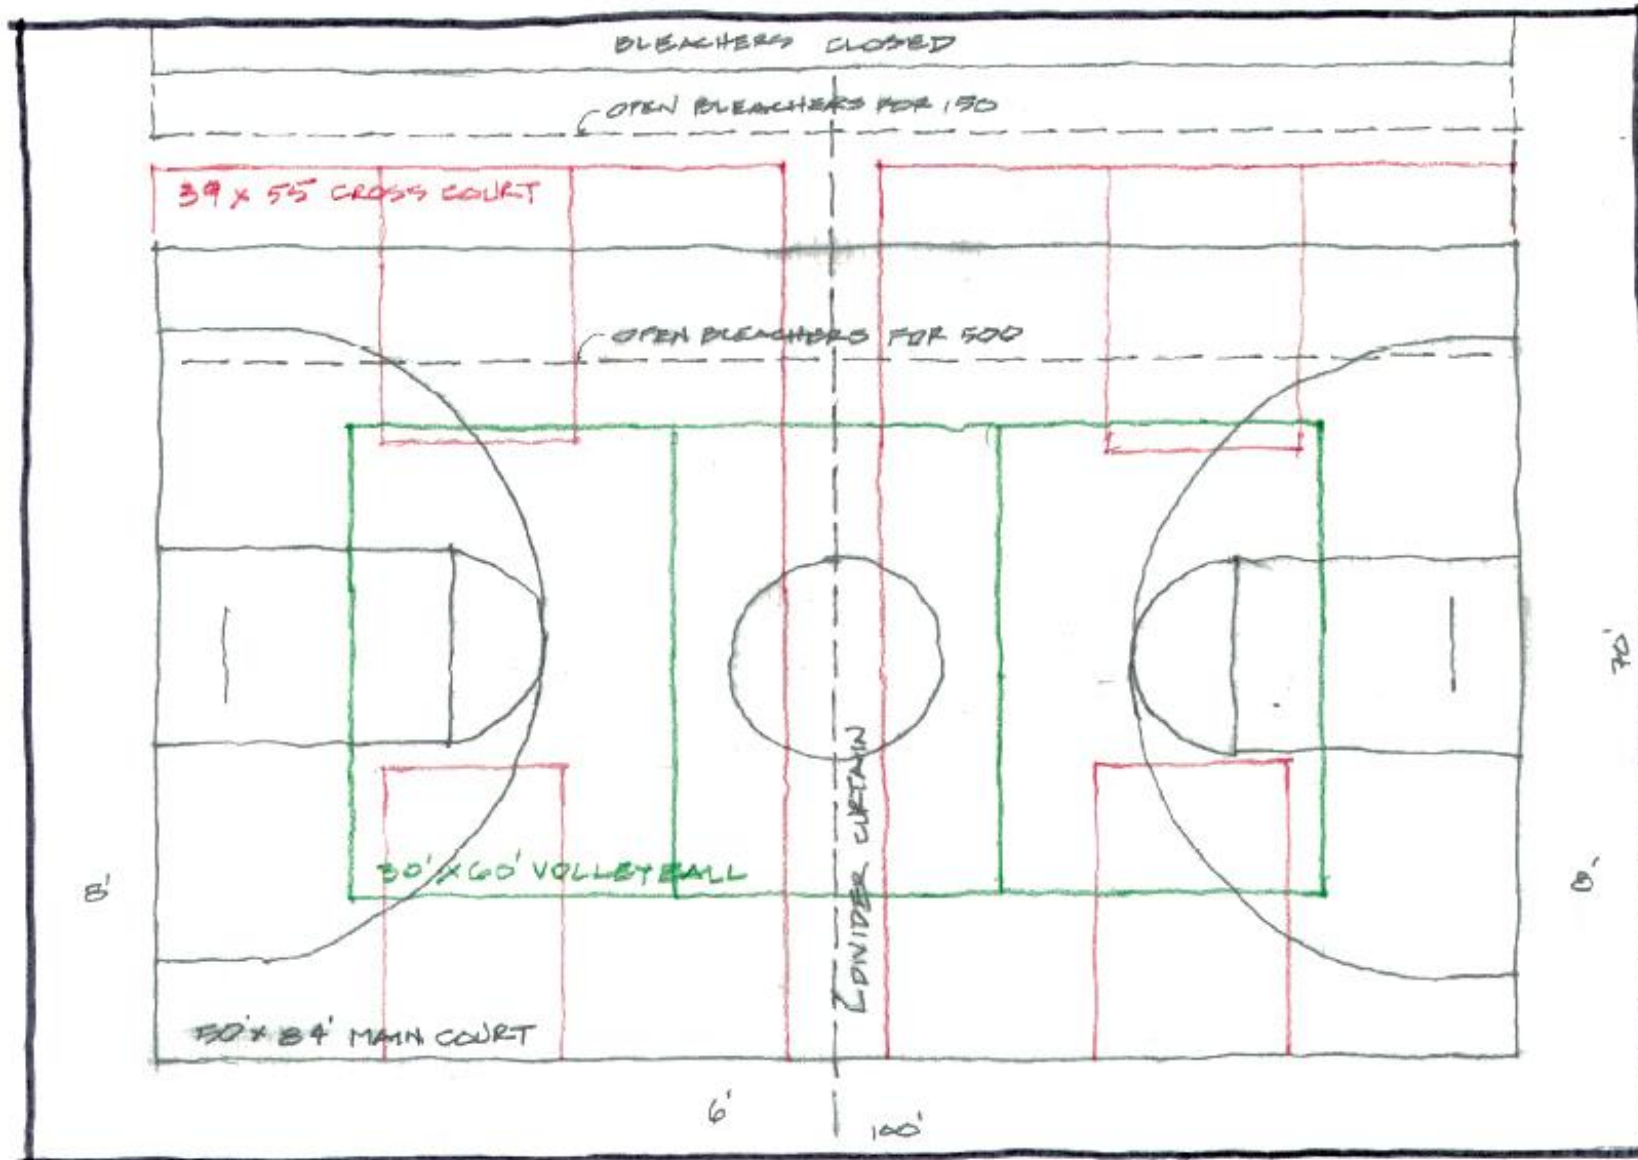 BLEACHERS CLOSED
OPEN BLEACHERS FOR 150
39 x 55 CROSS COURT
OPEN BLEACHERS FOR 500
70'
30' x 60' VOLLEYBALL
DIVIDER CURTAIN
8'
8'
50' x 84' MAIN COURT
6'
100'